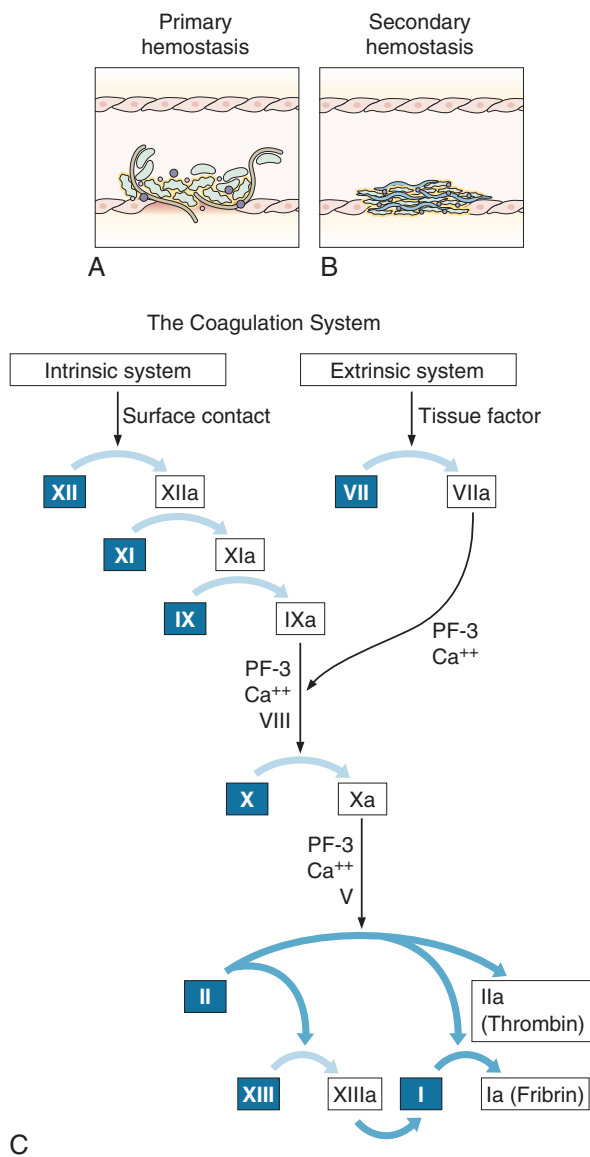 Primary
hemostasis
Secondary
hemostasis
A
B
The Coagulation System
Intrinsic system
Extrinsic system
Surface contact
Tissue factor
XII
XIIa
VII
VIIa
XI
XIa
IX
IXa
PF-3
Ca++
PF-3
Ca++
VIII
X
Xa
PF-3
Ca++
V
II
IIa
(Thrombin)
XIII
XIIIa
I
Ia (Fribrin)
C